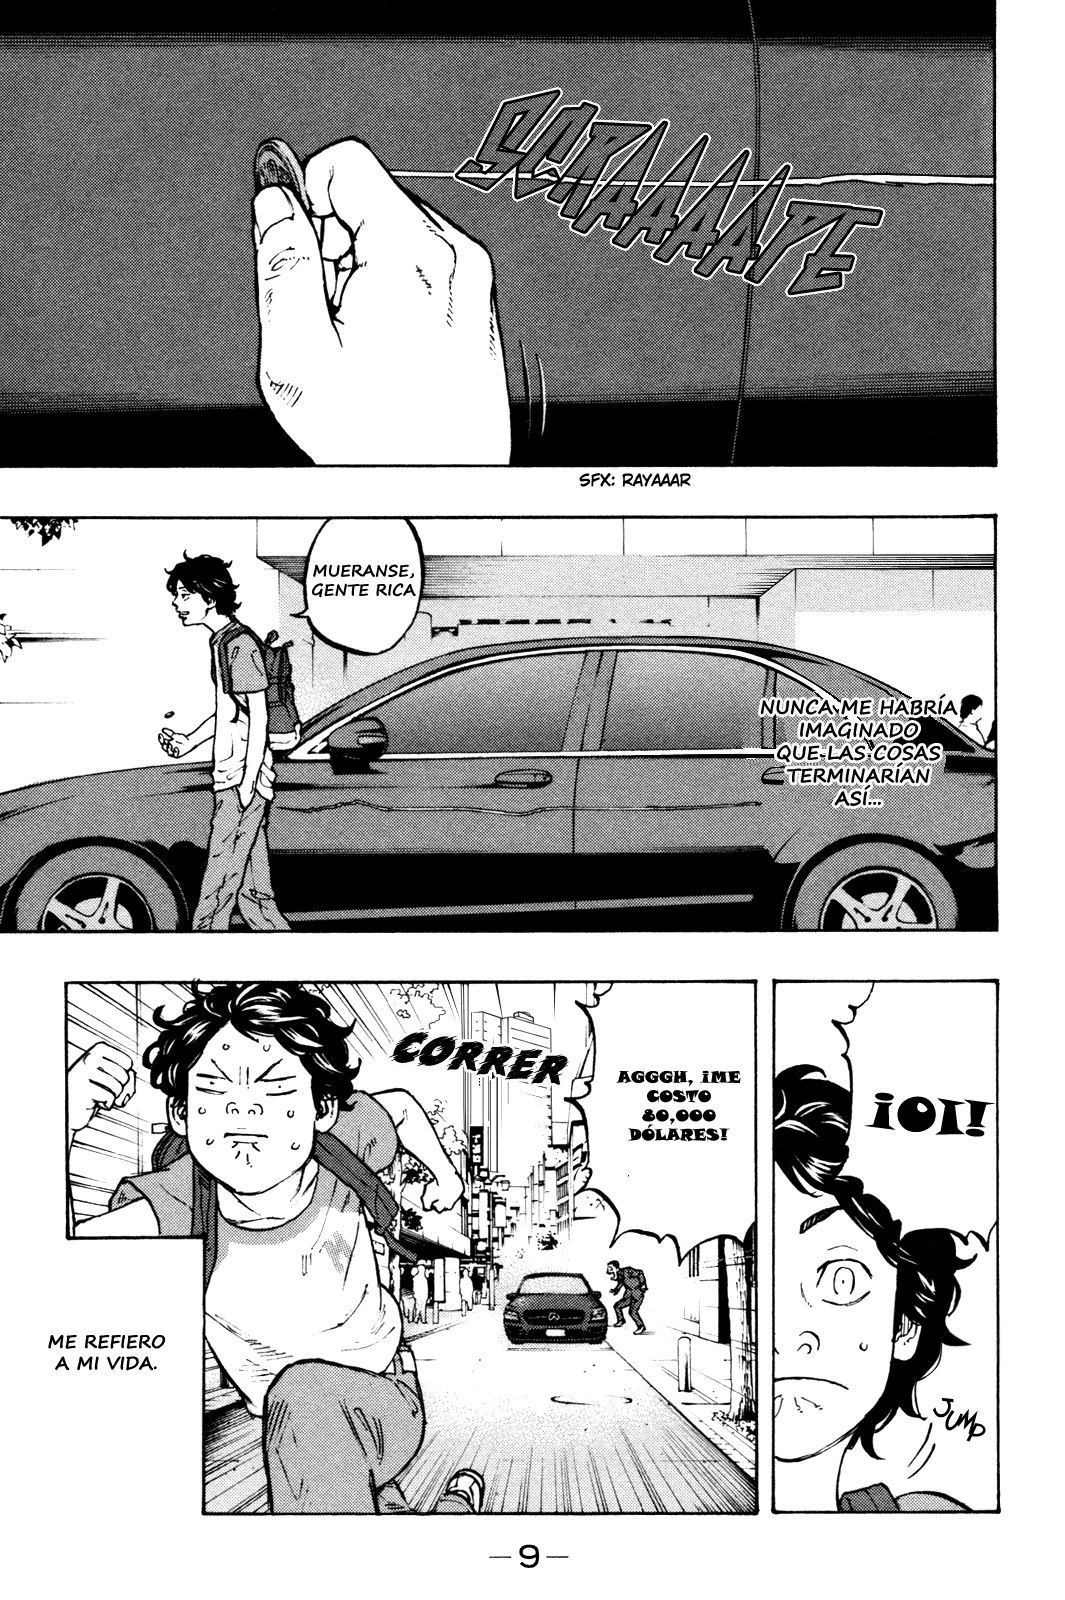 SCRAAAAAPE
SFX: RAYAAAR
MUERANSE,
GENTE RICA
NUNCA ME HABRÍA
IMAGINADO
QUE LAS COSAS
TERMINARÍAN
ASÍ...
¡OI!
JUMP
AGGGH, ¡ME
COSTO
80,000
DÓLARES!
CORRER
ME REFIERO
A MI VIDA.
—9—